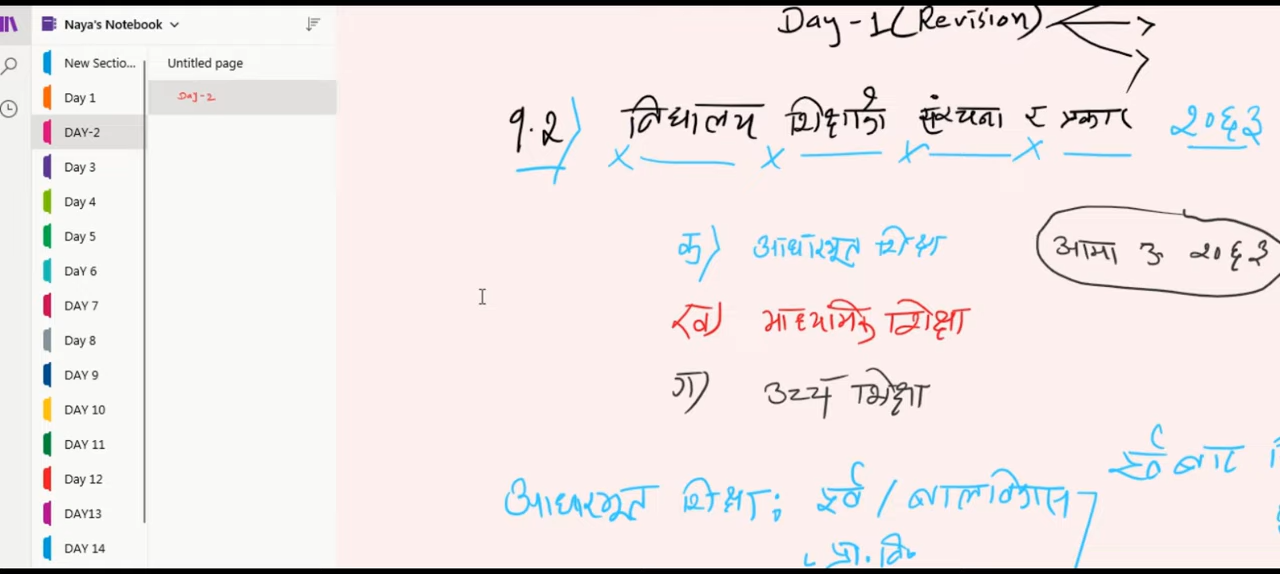 Naya's Notebook
New Sectio...
Day 1
DAY-2
Day 3
Day 4
Day 5
DAY 6
DAY 7
Day 8
DAY 9
DAY 10
DAY 11
Day 12
DAY13
DAY 14
Untitled page
Day-2
Day-1(Revision)
१.२) विद्यालय शिक्षाको संरचना र प्रकार २०६३
क) आधारभूत शिक्षा
आमा उ २०६३
ख) माध्यमिक शिक्षा
ग) उच्च शिक्षा
आधारभूत शिक्षा: पूर्व / बालविकास
पूर्व बाल
प्रा. वि.